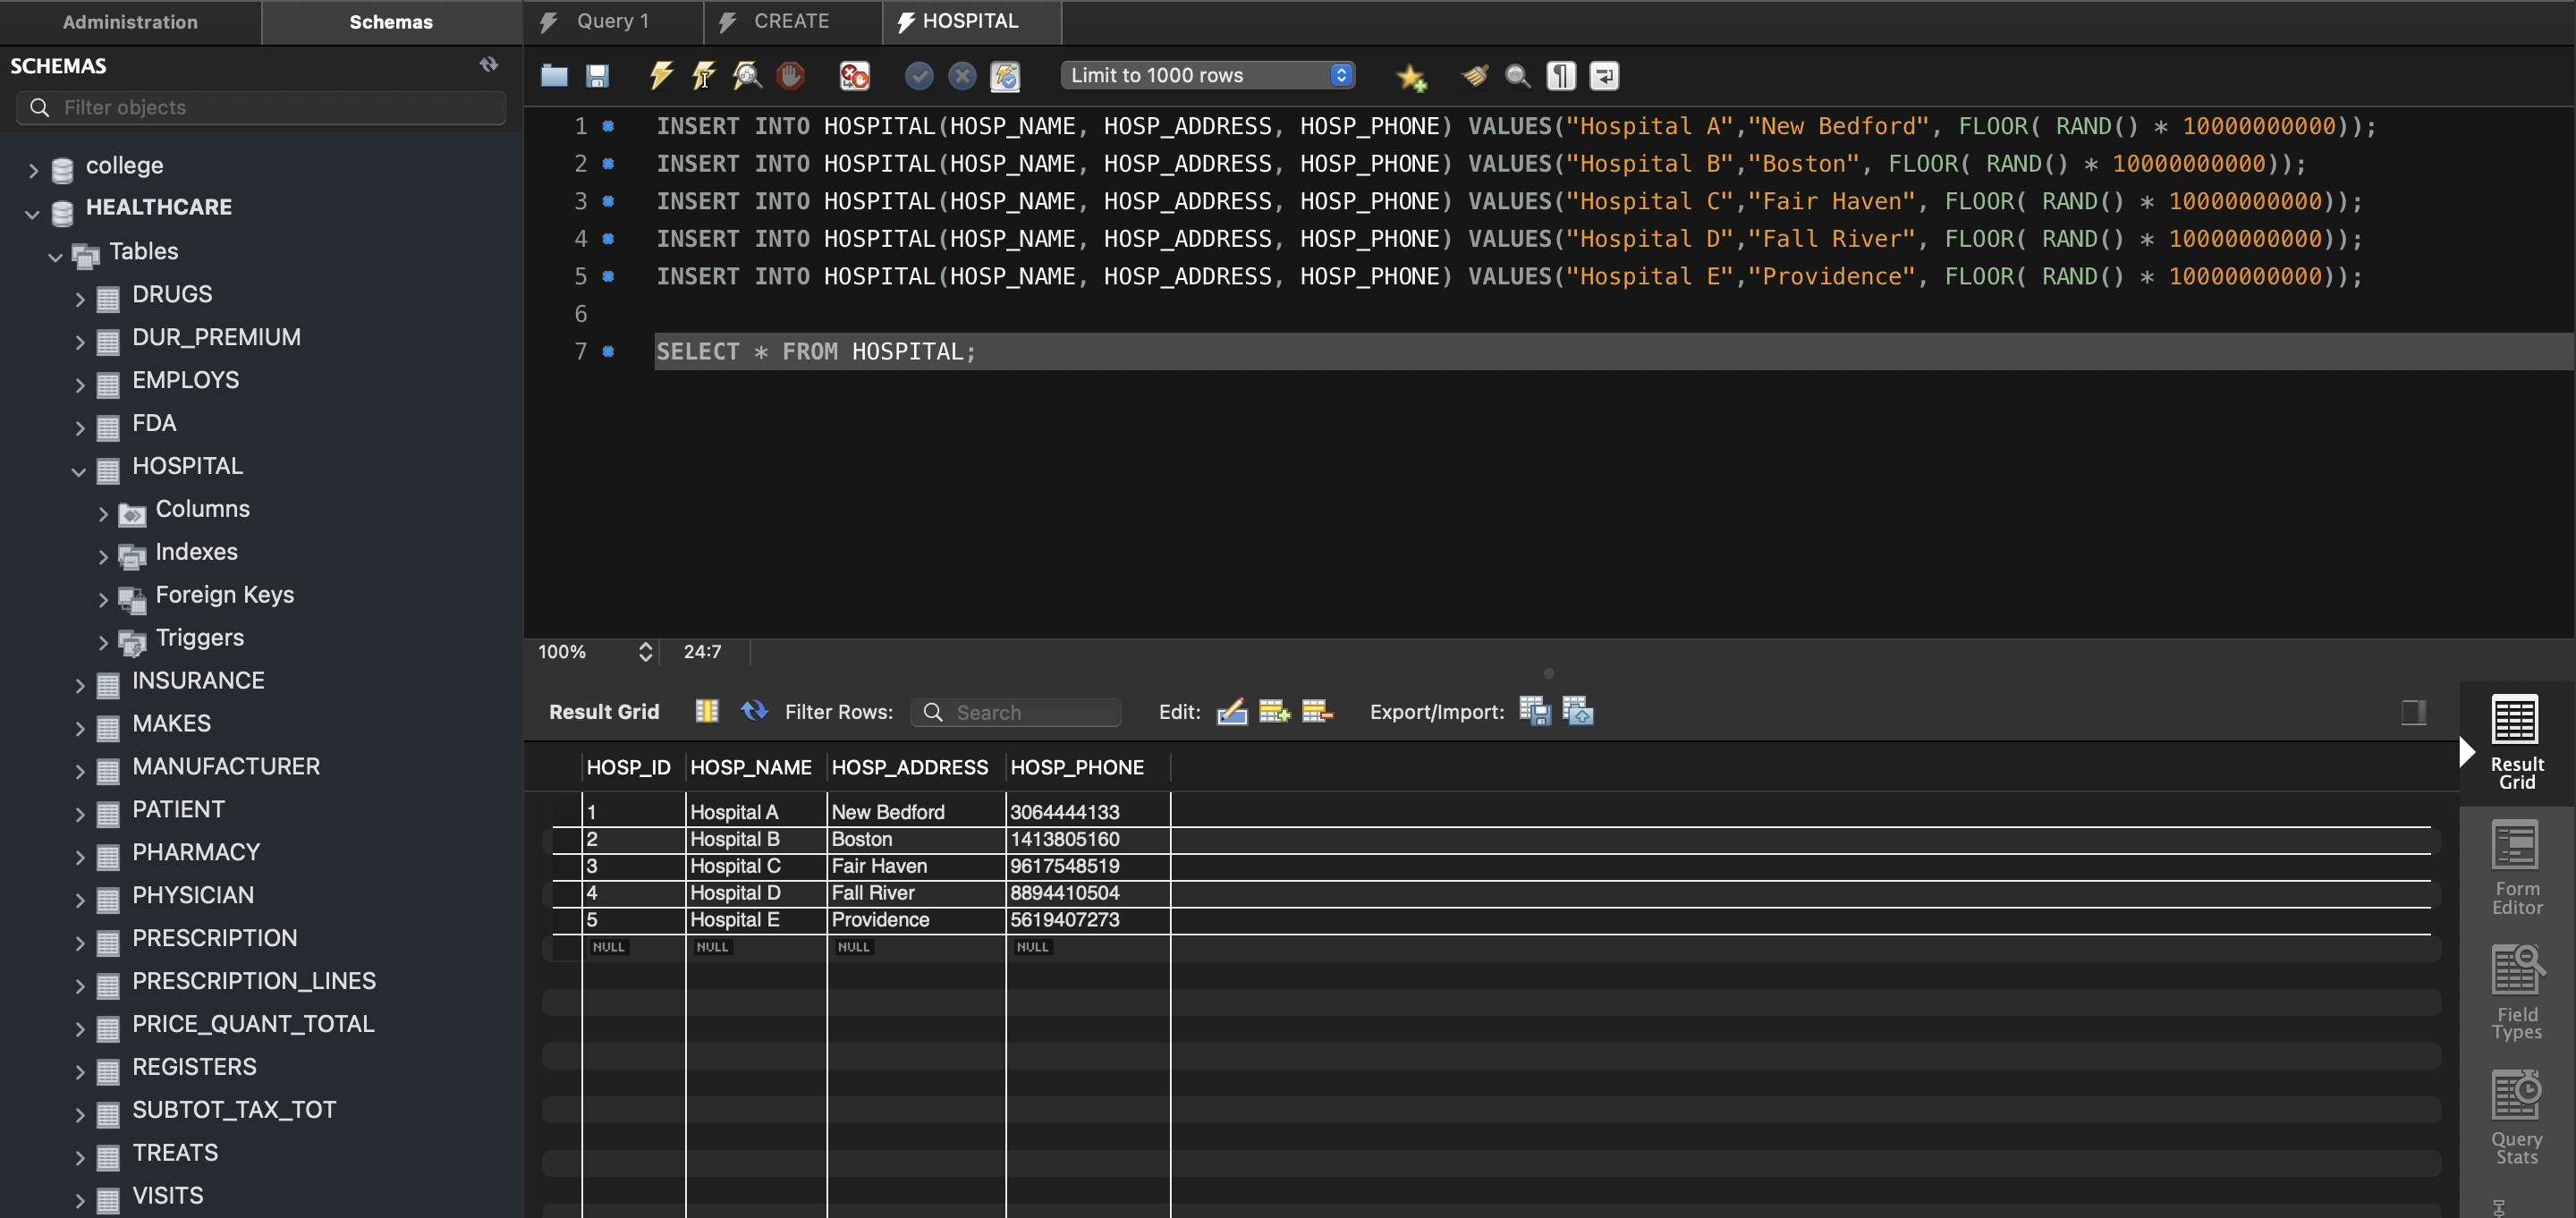 Administration
Schemas
SCHEMAS
Filter objects
college
HEALTHCARE
Tables
DRUGS
DUR_PREMIUM
EMPLOYS
FDA
HOSPITAL
Columns
Indexes
Foreign Keys
Triggers
INSURANCE
MAKES
MANUFACTURER
PATIENT
PHARMACY
PHYSICIAN
PRESCRIPTION
PRESCRIPTION_LINES
PRICE_QUANT_TOTAL
REGISTERS
SUBTOT_TAX_TOT
TREATS
VISITS
Query 1
CREATE
HOSPITAL
Limit to 1000 rows
1 INSERT INTO HOSPITAL(HOSP_NAME, HOSP_ADDRESS, HOSP_PHONE) VALUES("Hospital A","New Bedford", FLOOR( RAND() * 10000000000));
2 INSERT INTO HOSPITAL(HOSP_NAME, HOSP_ADDRESS, HOSP_PHONE) VALUES("Hospital B","Boston", FLOOR( RAND() * 10000000000));
3 INSERT INTO HOSPITAL(HOSP_NAME, HOSP_ADDRESS, HOSP_PHONE) VALUES("Hospital C","Fair Haven", FLOOR( RAND() * 10000000000));
4 INSERT INTO HOSPITAL(HOSP_NAME, HOSP_ADDRESS, HOSP_PHONE) VALUES("Hospital D","Fall River", FLOOR( RAND() * 10000000000));
5 INSERT INTO HOSPITAL(HOSP_NAME, HOSP_ADDRESS, HOSP_PHONE) VALUES("Hospital E","Providence", FLOOR( RAND() * 10000000000));
6
7 SELECT * FROM HOSPITAL;
100% 24:7
Result Grid Filter Rows: Search Edit: Export/Import:
HOSP_ID HOSP_NAME HOSP_ADDRESS HOSP_PHONE
1 Hospital A New Bedford 3064444133
2 Hospital B Boston 1413805160
3 Hospital C Fair Haven 9617548519
4 Hospital D Fall River 8894410504
5 Hospital E Providence 5619407273
NULL NULL NULL NULL
Result
Grid
Form
Editor
Field
Types
Query
Stats